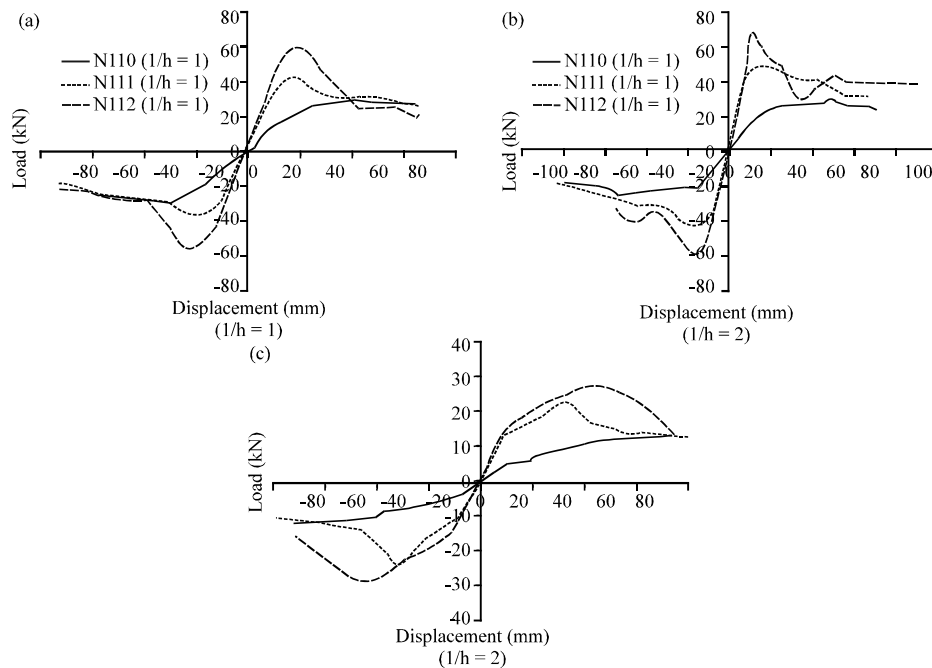 (a)
80
60
40
20
0
-20
-40
-60
-80
Load (kN)
N110 (1/h = 1)
N111 (1/h = 1)
N112 (1/h = 1)
-80 -60 -40 -20 0 20 40 60 80
Displacement (mm)
(1/h = 1)
(b)
80
60
40
20
0
-20
-40
-60
-80
Load (kN)
N110 (1/h = 1)
N111 (1/h = 1)
N112 (1/h = 1)
-100 -80 -60 -40 -20 0 20 40 60 80 100
Displacement (mm)
(1/h = 2)
(c)
40
30
20
10
0
-10
-20
-30
-40
Load (kN)
-80 -60 -40 -20 0 20 40 60 80
Displacement (mm)
(1/h = 2)